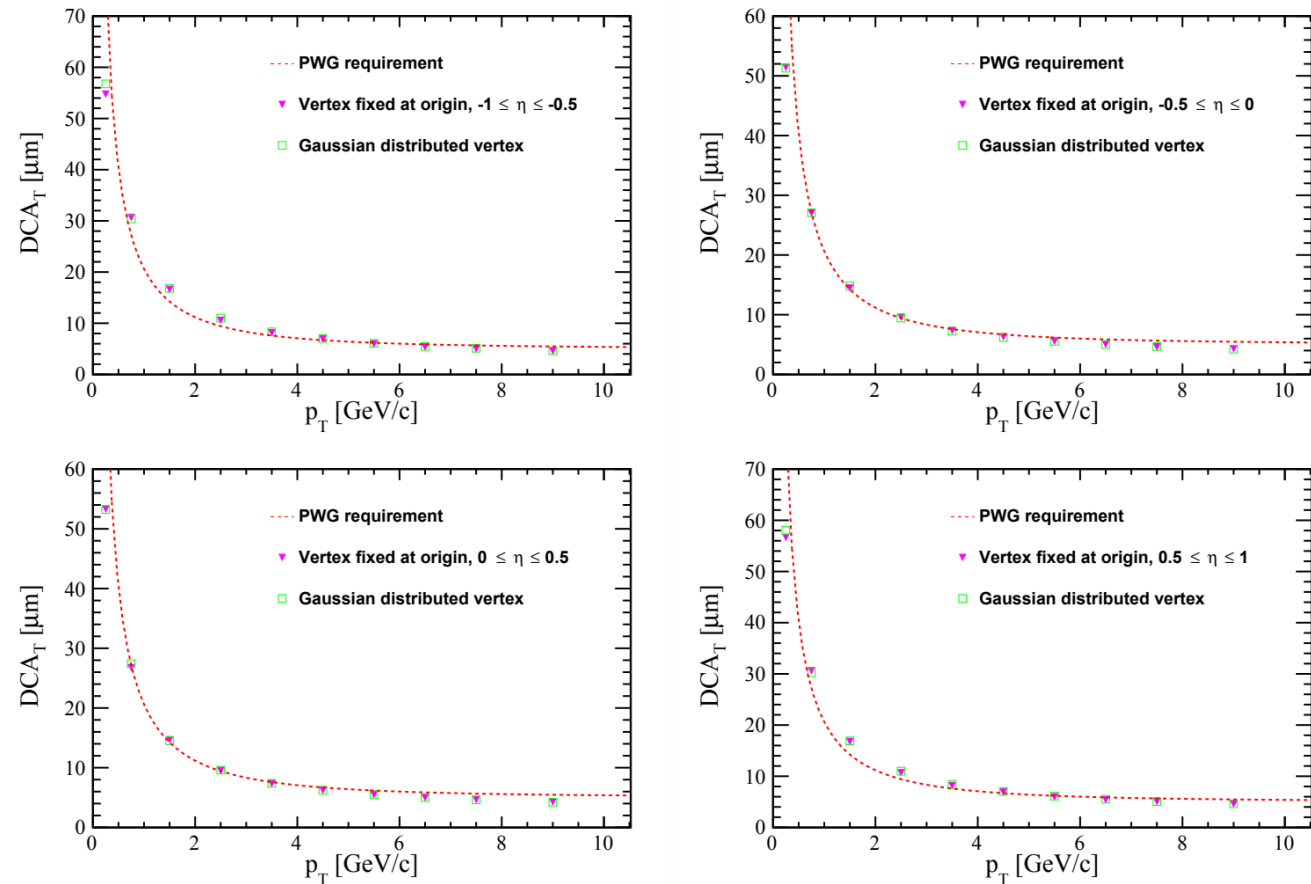 70
60
50
40
30
20
10
0
DCA_T [μm]
PWG requirement
Vertex fixed at origin, -1 ≤ η ≤ -0.5
Gaussian distributed vertex
0 2 4 6 8 10
p_T [GeV/c]
60
50
40
30
20
10
0
DCA_T [μm]
PWG requirement
Vertex fixed at origin, -0.5 ≤ η ≤ 0
Gaussian distributed vertex
0 2 4 6 8 10
p_T [GeV/c]
60
50
40
30
20
10
0
DCA_T [μm]
PWG requirement
Vertex fixed at origin, 0 ≤ η ≤ 0.5
Gaussian distributed vertex
0 2 4 6 8 10
p_T [GeV/c]
70
60
50
40
30
20
10
0
DCA_T [μm]
PWG requirement
Vertex fixed at origin, 0.5 ≤ η ≤ 1
Gaussian distributed vertex
0 2 4 6 8 10
p_T [GeV/c]